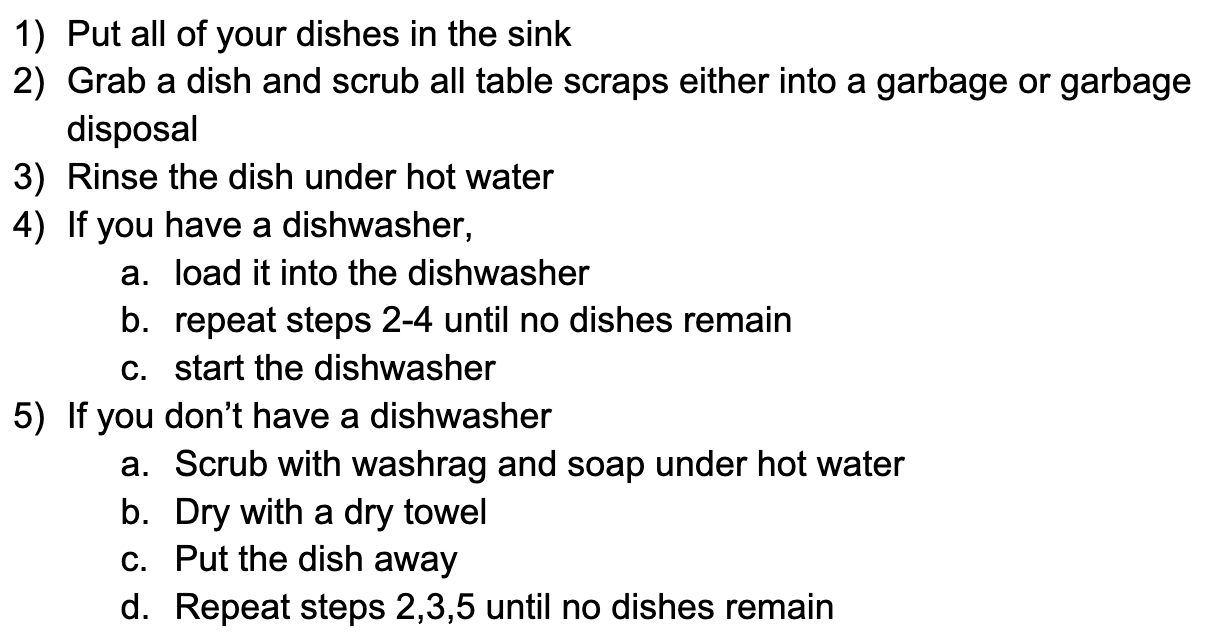 1) Put all of your dishes in the sink
2) Grab a dish and scrub all table scraps either into a garbage or garbage
disposal
3) Rinse the dish under hot water
4) If you have a dishwasher,
a. load it into the dishwasher
b. repeat steps 2-4 until no dishes remain
c. start the dishwasher
5) If you don’t have a dishwasher
a. Scrub with washrag and soap under hot water
b. Dry with a dry towel
c. Put the dish away
d. Repeat steps 2,3,5 until no dishes remain